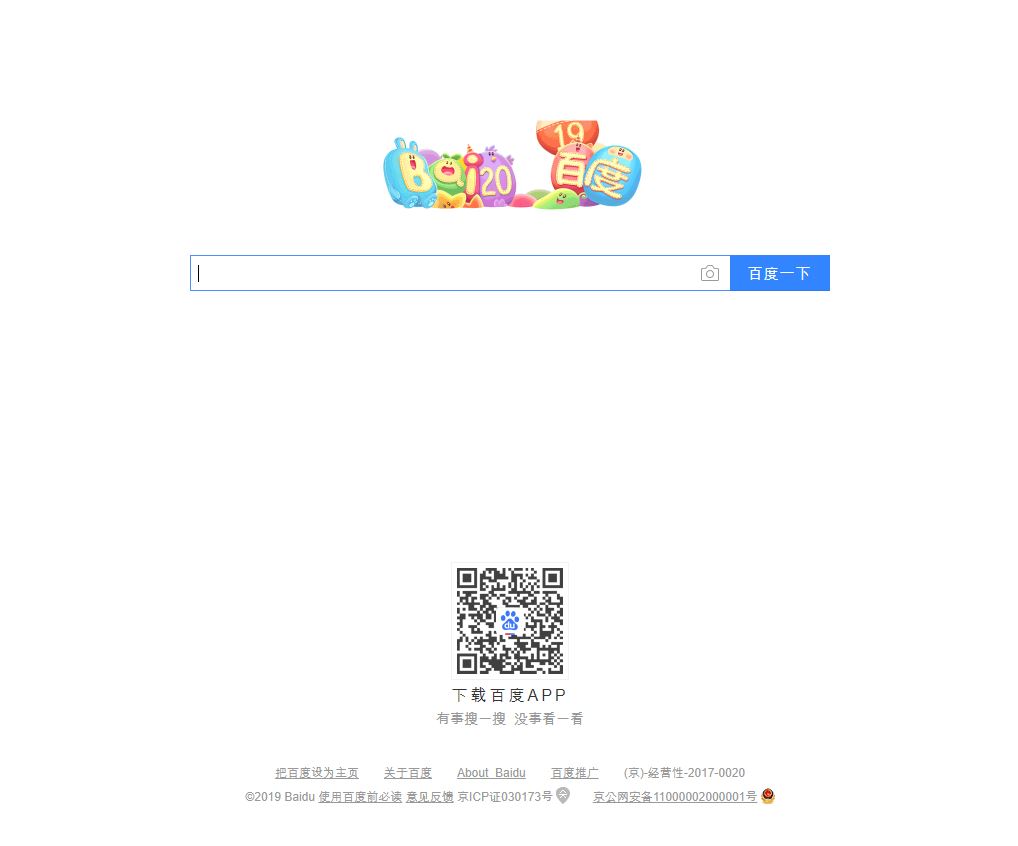 Bai20 19百度
百度一下
du
下载百度APP
有事搜一搜 没事看一看
把百度设为主页 关于百度 About Baidu 百度推广 (京)-经营性-2017-0020
©2019 Baidu 使用百度前必读 意见反馈 京ICP证030173号 京公网安备11000002000001号